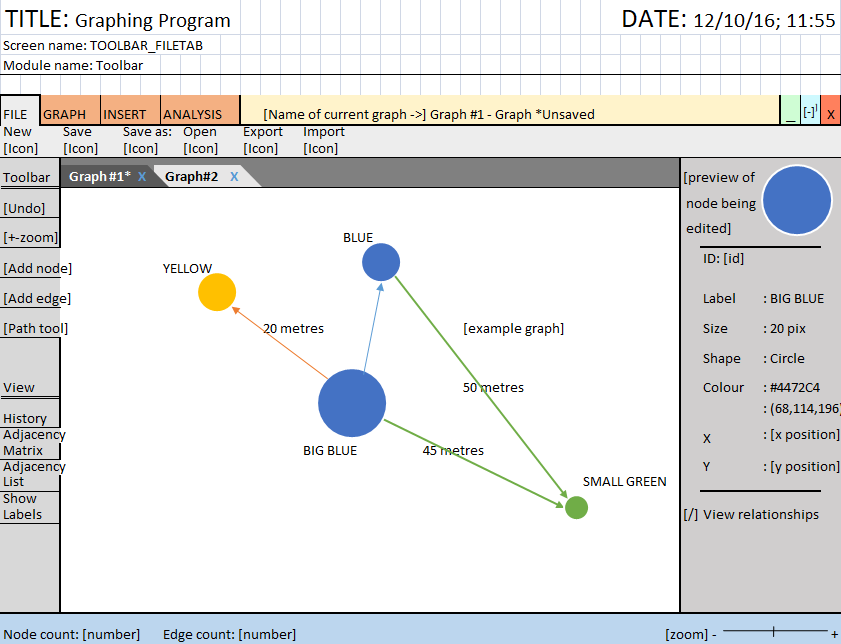 TITLE: Graphing Program
DATE: 12/10/16; 11:55
Screen name: TOOLBAR_FILETAB
Module name: Toolbar
FILE GRAPH INSERT ANALYSIS [Name of current graph ->] Graph #1 - Graph *Unsaved _ [-]' X
New Save Save as: Open Export Import
[Icon] [Icon] [Icon] [Icon] [Icon] [Icon]
Toolbar
Graph #1* X Graph#2 X
[Undo]
[+-zoom]
[Add node]
[Add edge]
[Path tool]
View
History
Adjacency
Matrix
Adjacency
List
Show
Labels
BLUE
YELLOW
20 metres
[example graph]
50 metres
BIG BLUE
45 metres
SMALL GREEN
[preview of
node being
edited]
ID: [id]
Label : BIG BLUE
Size : 20 pix
Shape : Circle
Colour : #4472C4
: (68,114,196)
X : [x position]
Y : [y position]
[/] View relationships
Node count: [number] Edge count: [number] [zoom] - +